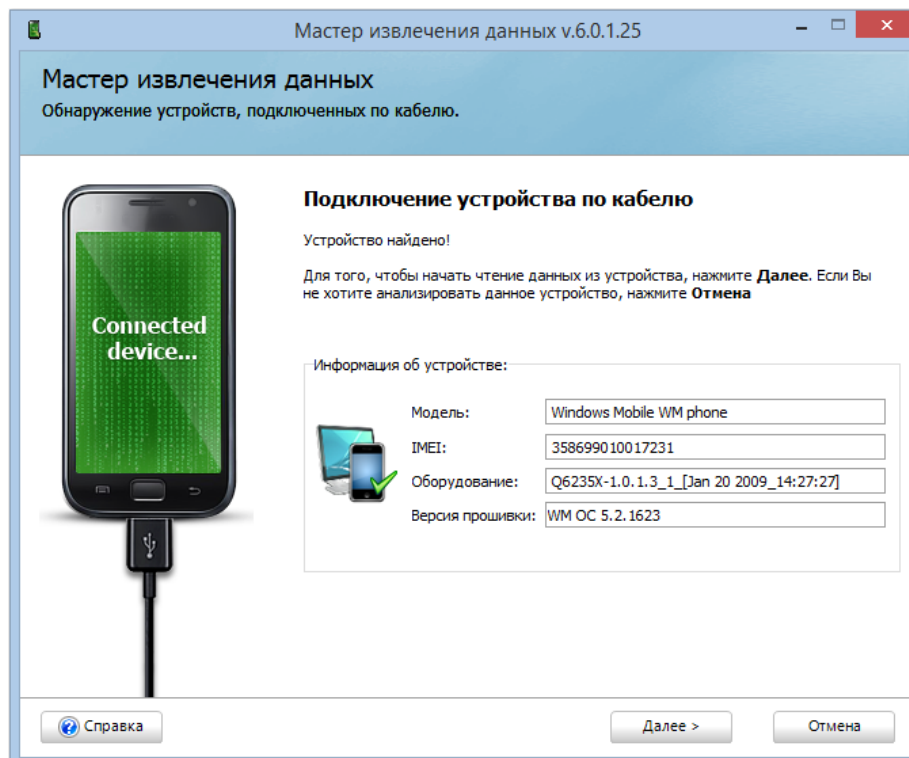 Мастер извлечения данных v.6.0.1.25
Мастер извлечения данных
Обнаружение устройств, подключенных по кабелю.
Connected
device...
Подключение устройства по кабелю
Устройство найдено!
Для того, чтобы начать чтение данных из устройства, нажмите Далее. Если Вы
не хотите анализировать данное устройство, нажмите Отмена
Информация об устройстве:
Модель: Windows Mobile WM phone
IMEI: 358699010017231
Оборудование: Q6235X-1.0.1.3_1_[Jan 20 2009_14:27:27]
Версия прошивки: WM ОС 5.2.1623
Справка Далее > Отмена